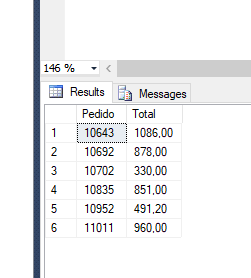 146 %
Results Messages
Pedido Total
1 10643 1086,00
2 10692 878,00
3 10702 330,00
4 10835 851,00
5 10952 491,20
6 11011 960,00